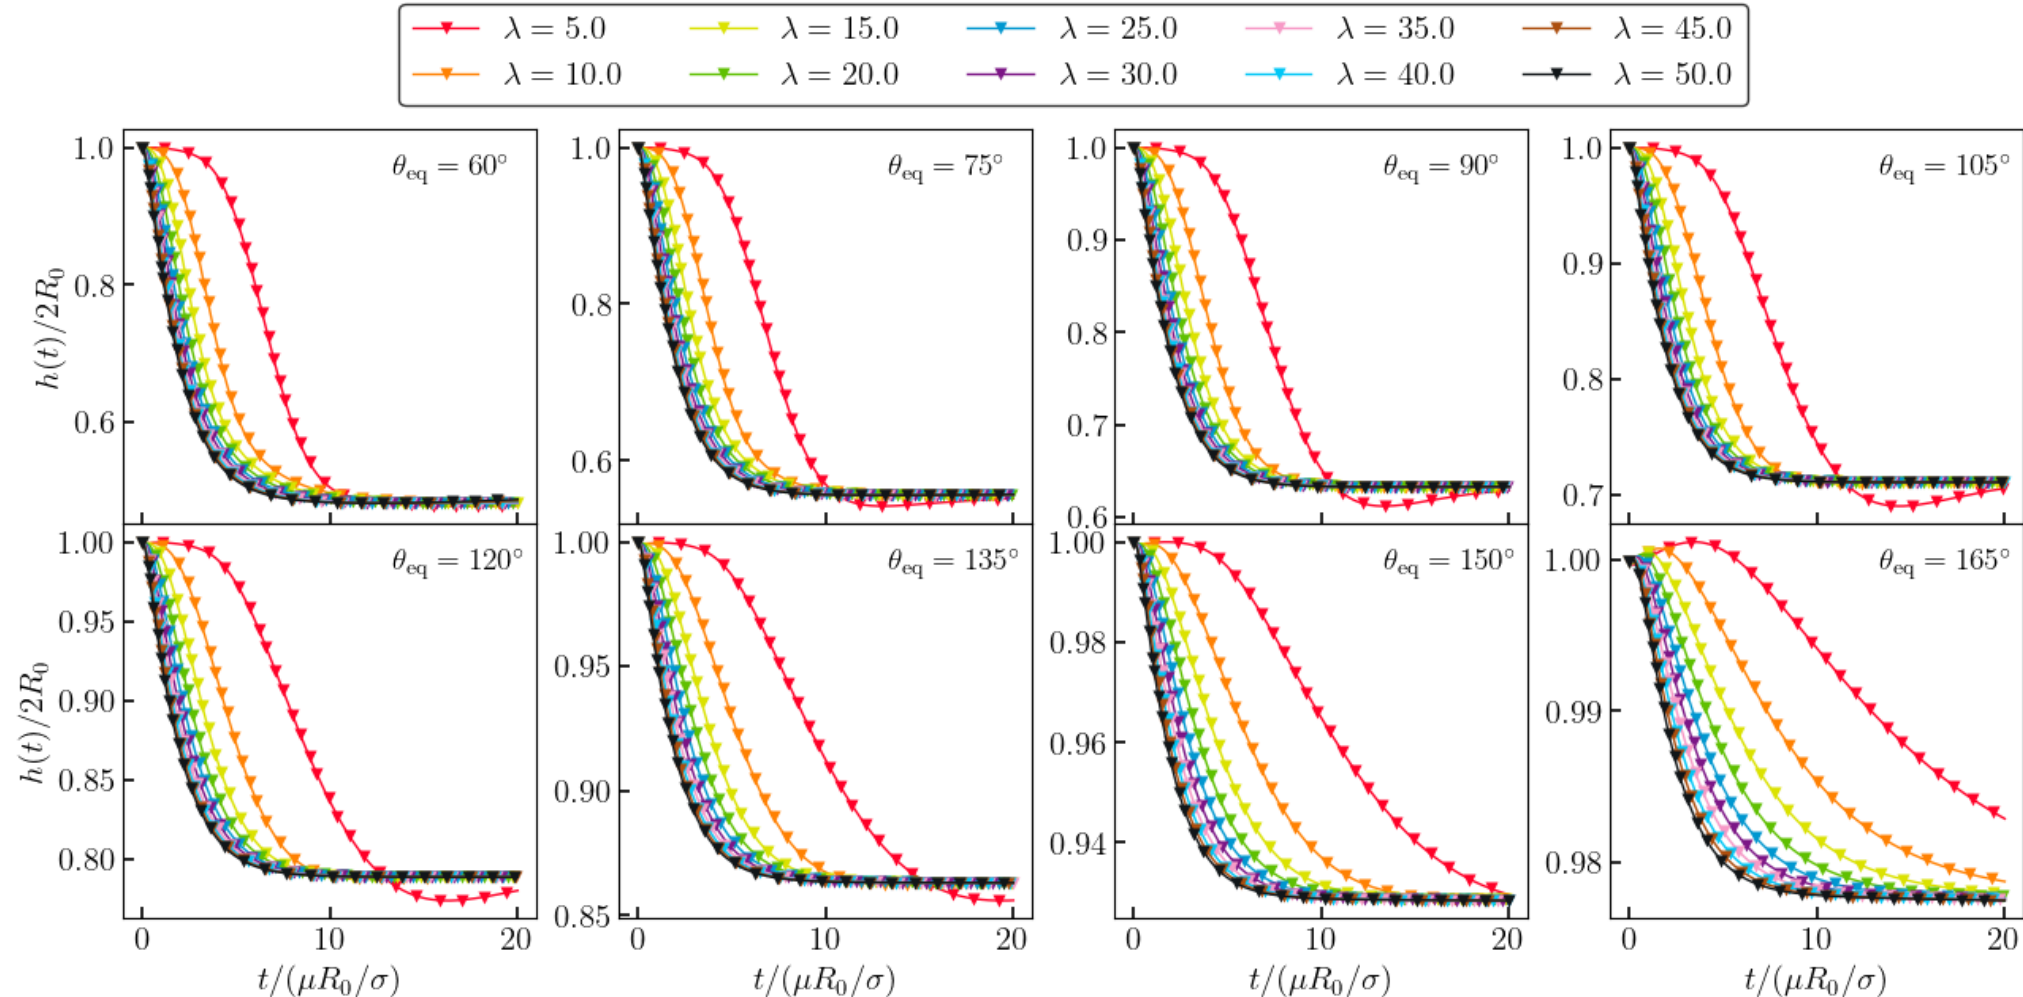 λ = 5.0 λ = 15.0 λ = 25.0 λ = 35.0 λ = 45.0
λ = 10.0 λ = 20.0 λ = 30.0 λ = 40.0 λ = 50.0
h(t)/2R₀
1.0
0.8
0.6
θeq = 60°
1.0
0.8
0.6
θeq = 75°
1.0
0.9
0.8
0.7
0.6
θeq = 90°
1.0
0.9
0.8
0.7
θeq = 105°
h(t)/2R₀
1.00
0.95
0.90
0.85
0.80
θeq = 120°
0 10 20
t/(μR₀/σ)
1.00
0.95
0.90
0.85
θeq = 135°
0 10 20
t/(μR₀/σ)
1.00
0.98
0.96
0.94
θeq = 150°
0 10 20
t/(μR₀/σ)
1.00
0.99
0.98
θeq = 165°
0 10 20
t/(μR₀/σ)